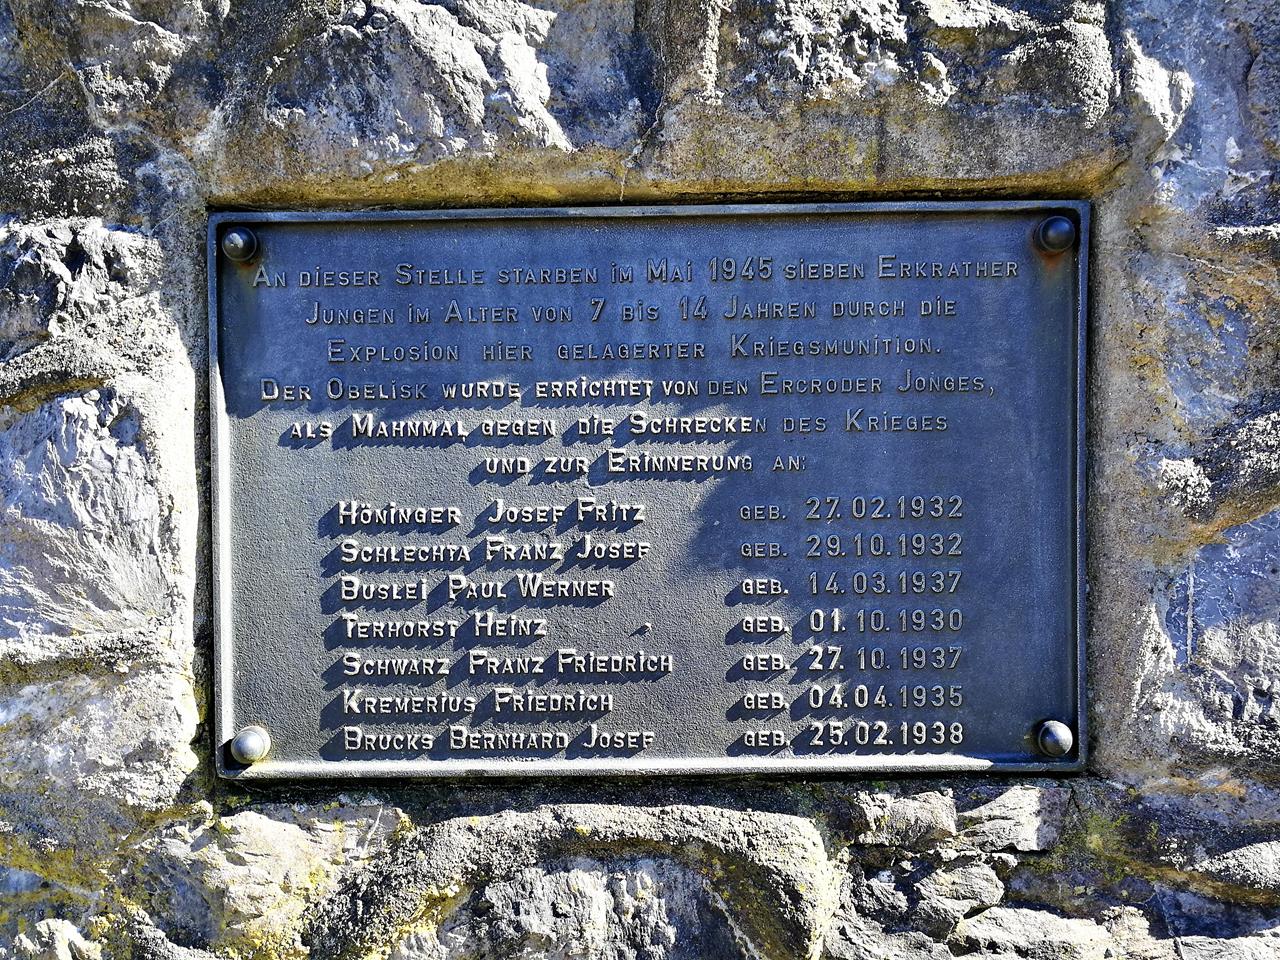 An dieser Stelle starben im Mai 1945 sieben Erkrather
Jungen im Alter von 7 bis 14 Jahren durch die
Explosion hier gelagerter Kriegsmunition.
Der Obelisk wurde errichtet von den Ercroder Jonges,
als Mahnmal gegen die Schrecken des Krieges
und zur Erinnerung an:
Höninger Josef Fritz geb. 27.02.1932
Schlechta Franz Josef geb. 29.10.1932
Buslei Paul Werner geb. 14.03.1937
Terhorst Heinz geb. 01.10.1930
Schwarz Franz Friedrich geb. 27.10.1937
Kremerius Friedrich geb. 04.04.1935
Brucks Bernhard Josef geb. 25.02.1938